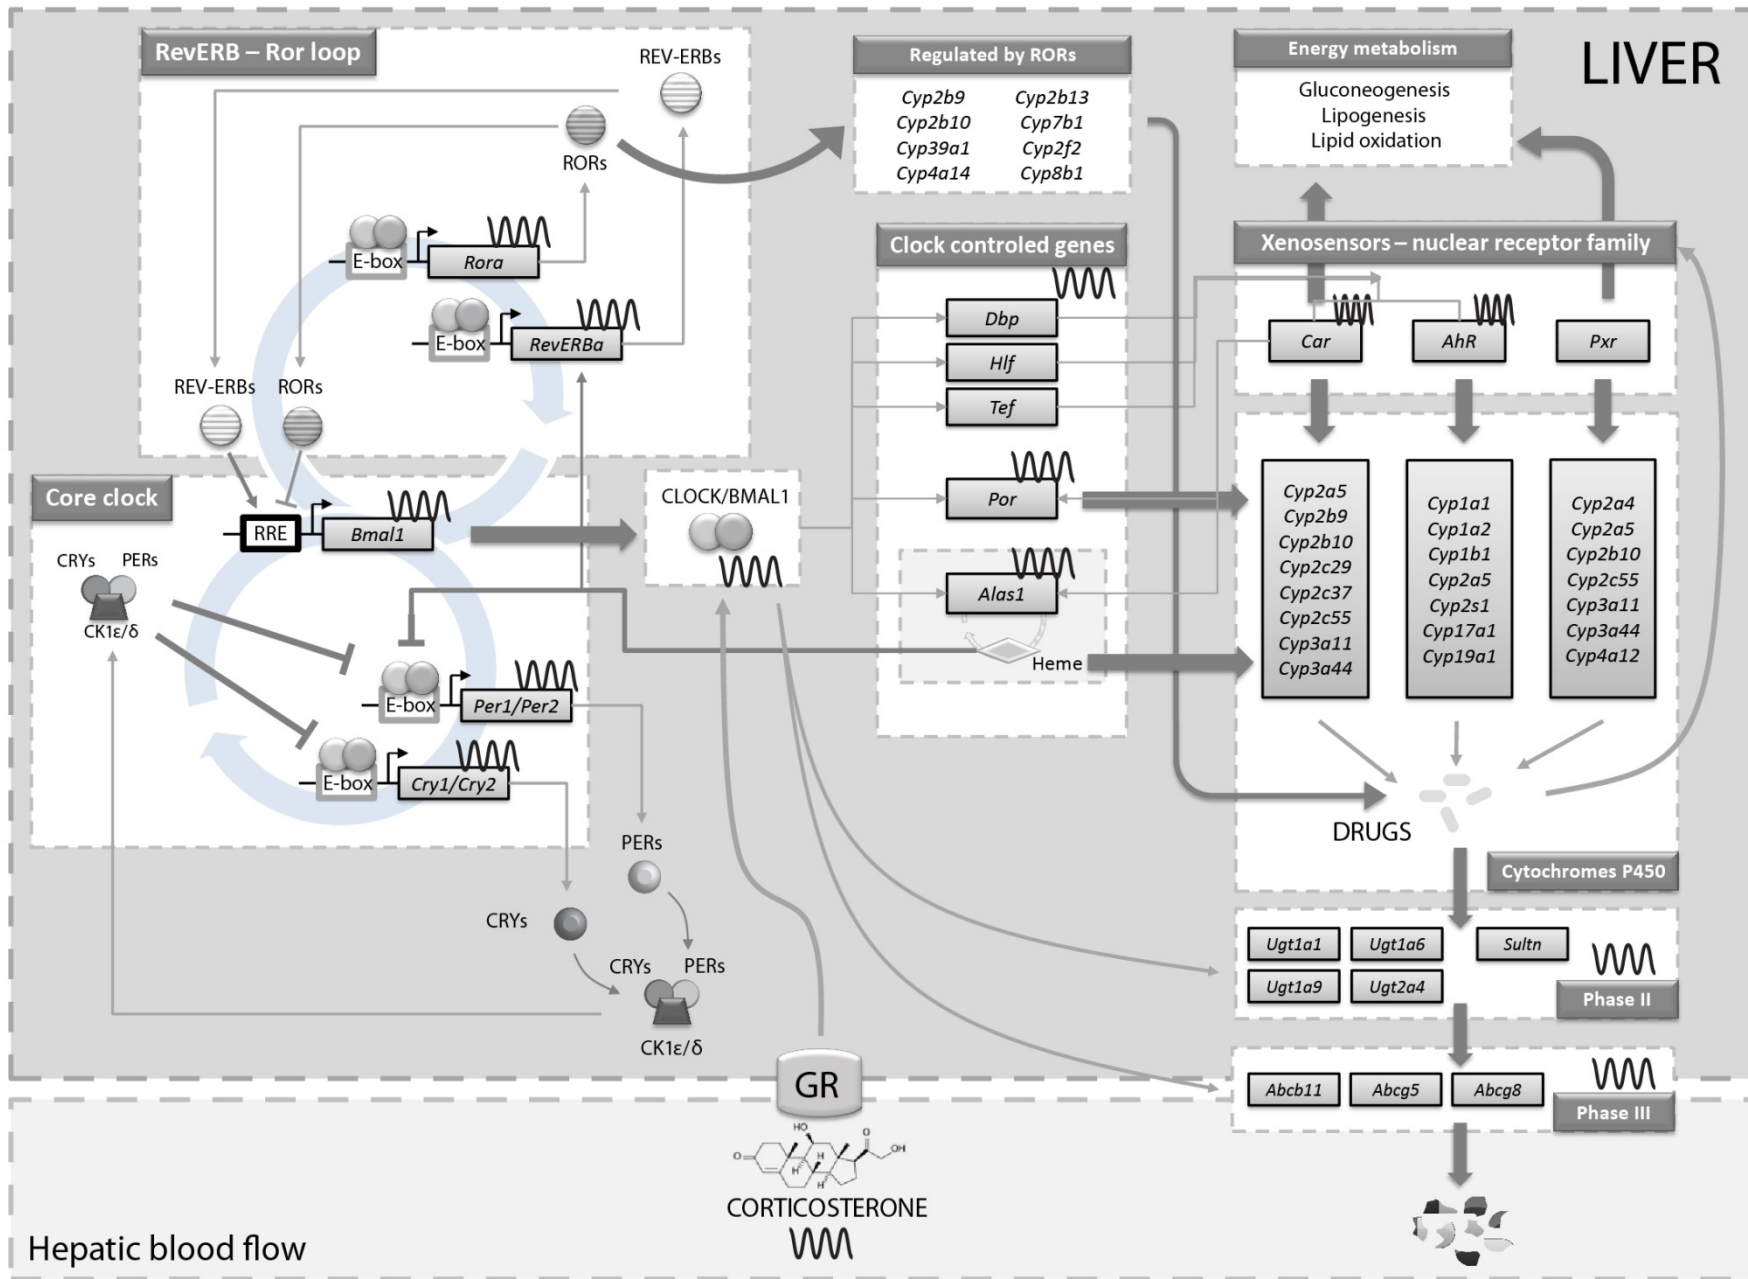 LIVER
RevERB – Ror loop
REV-ERBs
RORs
E-box
Rora
E-box
RevERBa
REV-ERBs
RORs
Core clock
RRE
Bmal1
CRYs
PERs
CK1ε/δ
E-box
Per1/Per2
E-box
Cry1/Cry2
PERs
CRYs
CRYs
PERs
CK1ε/δ
CLOCK/BMAL1
Regulated by RORs
Cyp2b9
Cyp2b13
Cyp2b10
Cyp7b1
Cyp39a1
Cyp2f2
Cyp4a14
Cyp8b1
Clock controled genes
Dbp
Hlf
Tef
Por
Alas1
Heme
Energy metabolism
Gluconeogenesis
Lipogenesis
Lipid oxidation
Xenosensors – nuclear receptor family
Car
AhR
Pxr
Cyp2a5
Cyp2b9
Cyp2b10
Cyp2c29
Cyp2c37
Cyp2c55
Cyp3a11
Cyp3a44
Cyp1a1
Cyp1a2
Cyp1b1
Cyp2a5
Cyp2s1
Cyp17a1
Cyp19a1
Cyp2a4
Cyp2a5
Cyp2b10
Cyp2c55
Cyp3a11
Cyp3a44
Cyp4a12
DRUGS
Cytochromes P450
Ugt1a1
Ugt1a6
Sultn
Ugt1a9
Ugt2a4
Phase II
Abcb11
Abcg5
Abcg8
Phase III
GR
HO
O
OH
O
H
H
H
CORTICOSTERONE
Hepatic blood flow